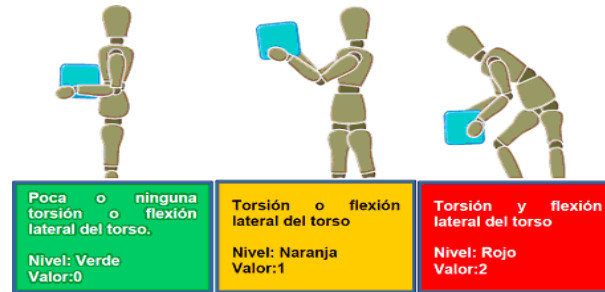 Poca o ninguna
torsión o flexión
lateral del torso.
Nivel: Verde
Valor:0
Torsión o flexión
lateral del torso
Nivel: Naranja
Valor:1
Torsión y flexión
lateral del torso
Nivel: Rojo
Valor:2